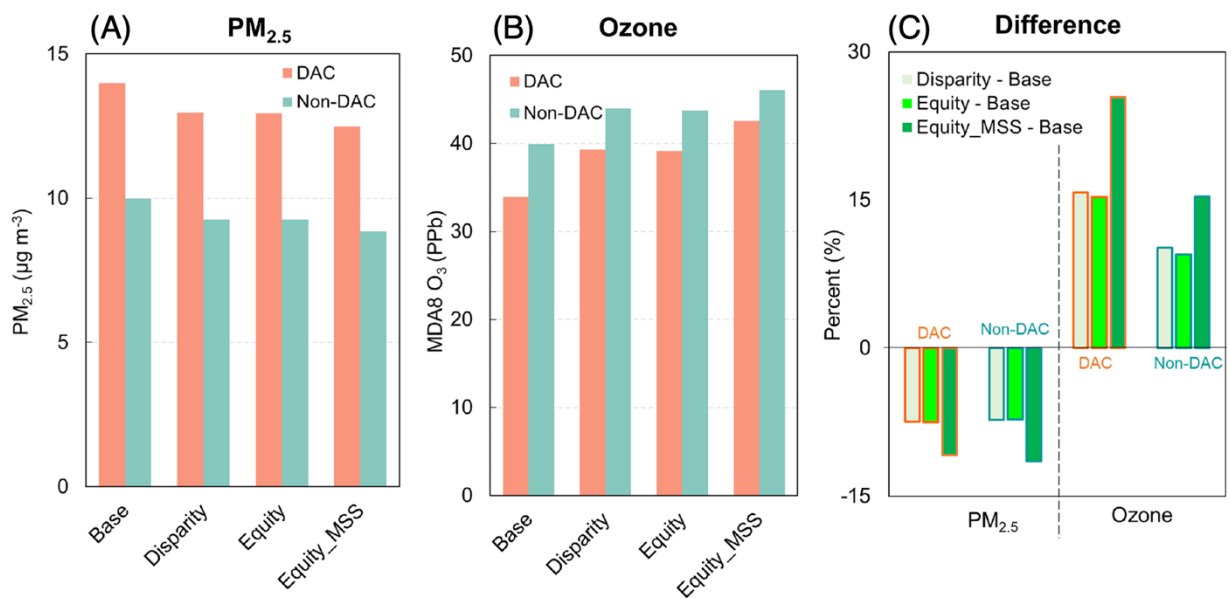 (A) PM2.5
15
10
5
0
PM2.5 (µg m-3)
DAC
Non-DAC
Base
Disparity
Equity
Equity_MSS
(B) Ozone
50
40
30
20
10
0
MDA8 O3 (PPb)
DAC
Non-DAC
Base
Disparity
Equity
Equity_MSS
(C) Difference
30
15
0
-15
Percent (%)
Disparity - Base
Equity - Base
Equity_MSS - Base
DAC
Non-DAC
DAC
Non-DAC
PM2.5
Ozone